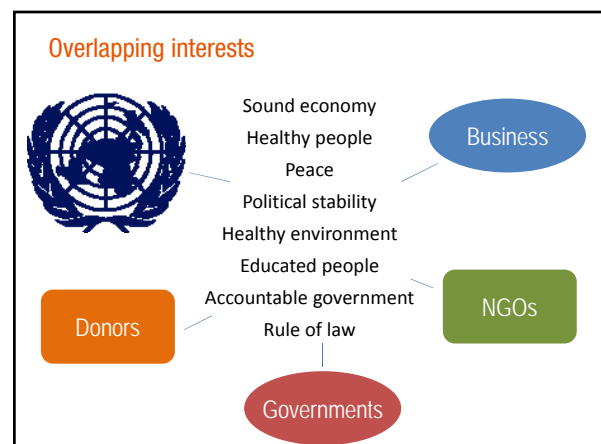 Overlapping interests
Sound economy
Healthy people
Business
Peace
Political stability
Healthy environment
Educated people
Accountable government
NGOs
Donors
Rule of law
Governments